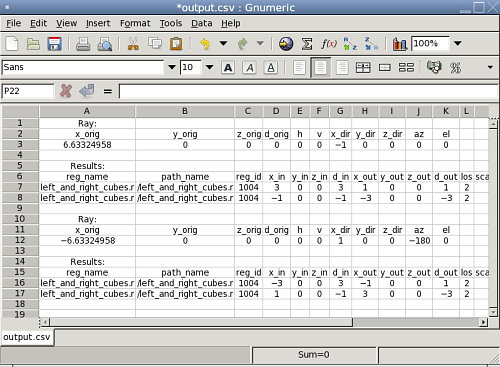 *output.csv : Gnumeric
File Edit View Insert Format Tools Data Help
Σ f(x) A Z Z A 100%
Sans 10 A A A
P22 =
A B C D E F G H I J K L
1 Ray:
2 x_orig y_orig z_orig d_orig h v x_dir y_dir z_dir az el
3 6.63324958 0 0 0 0 0 −1 0 0 0 0
4
5 Results:
6 reg_name path_name reg_id x_in y_in z_in d_in x_out y_out z_out d_out los sca
7 left_and_right_cubes.r /left_and_right_cubes.r 1004 3 0 0 3 1 0 0 1 2
8 left_and_right_cubes.r /left_and_right_cubes.r 1004 −1 0 0 −1 −3 0 0 −3 2
9
10 Ray:
11 x_orig y_orig z_orig d_orig h v x_dir y_dir z_dir az el
12 −6.63324958 0 0 0 0 0 1 0 0 −180 0
13
14 Results:
15 reg_name path_name reg_id x_in y_in z_in d_in x_out y_out z_out d_out los sca
16 left_and_right_cubes.r /left_and_right_cubes.r 1004 −3 0 0 3 −1 0 0 1 2
17 left_and_right_cubes.r /left_and_right_cubes.r 1004 1 0 0 −1 3 0 0 −3 2
18
19
output.csv
Sum=0